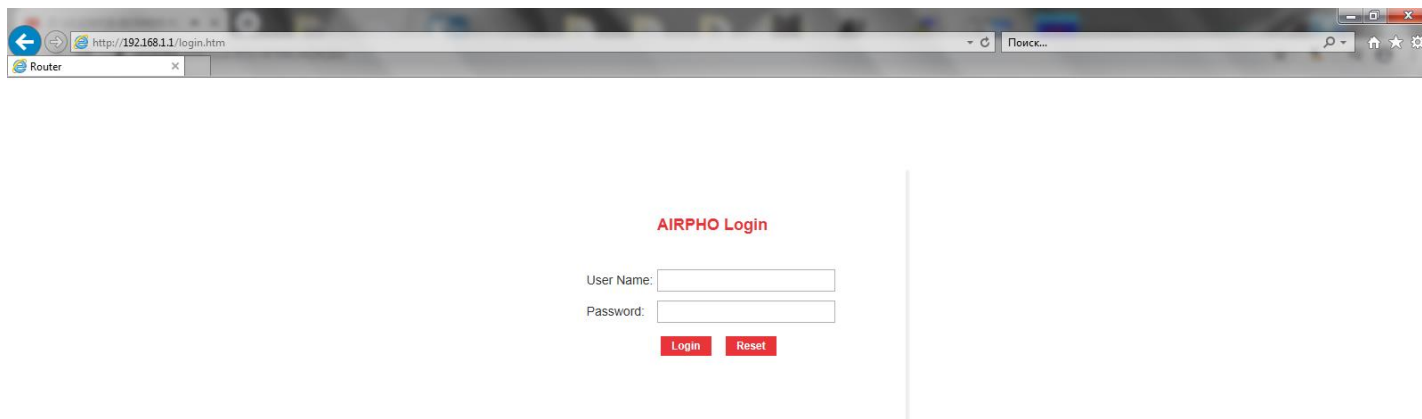 http://192.168.1.1/login.htm
Поиск...
Router
AIRPHO Login
User Name:
Password:
Login Reset